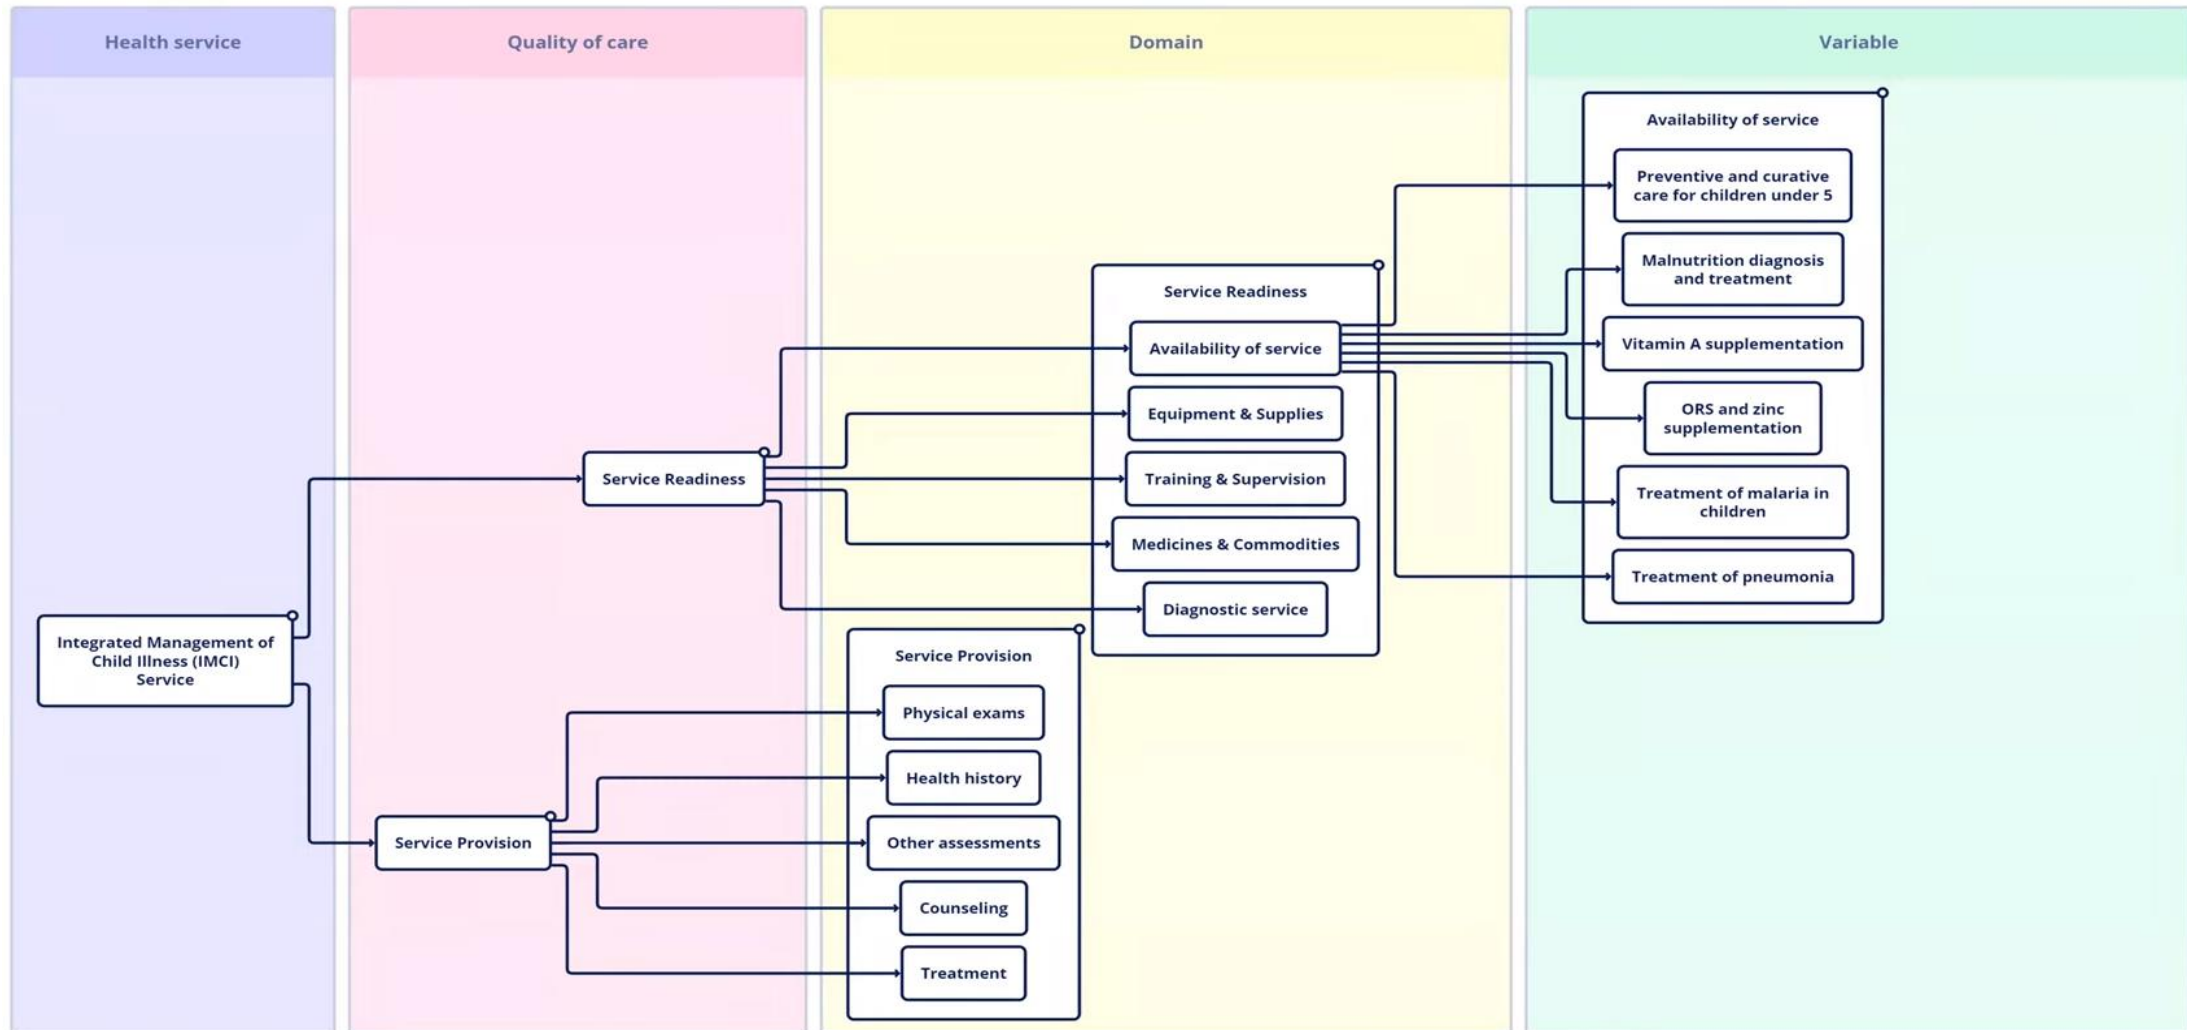 Health service
Quality of care
Domain
Variable
Integrated Management of
Child Illness (IMCI)
Service
Service Readiness
Service Provision
Service Readiness
Availability of service
Equipment & Supplies
Training & Supervision
Medicines & Commodities
Diagnostic service
Service Provision
Physical exams
Health history
Other assessments
Counseling
Treatment
Availability of service
Preventive and curative
care for children under 5
Malnutrition diagnosis
and treatment
Vitamin A supplementation
ORS and zinc
supplementation
Treatment of malaria in
children
Treatment of pneumonia